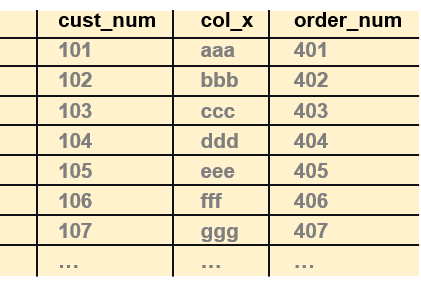 cust_num col_x order_num
101 aaa 401
102 bbb 402
103 ccc 403
104 ddd 404
105 eee 405
106 fff 406
107 ggg 407
... ... ...